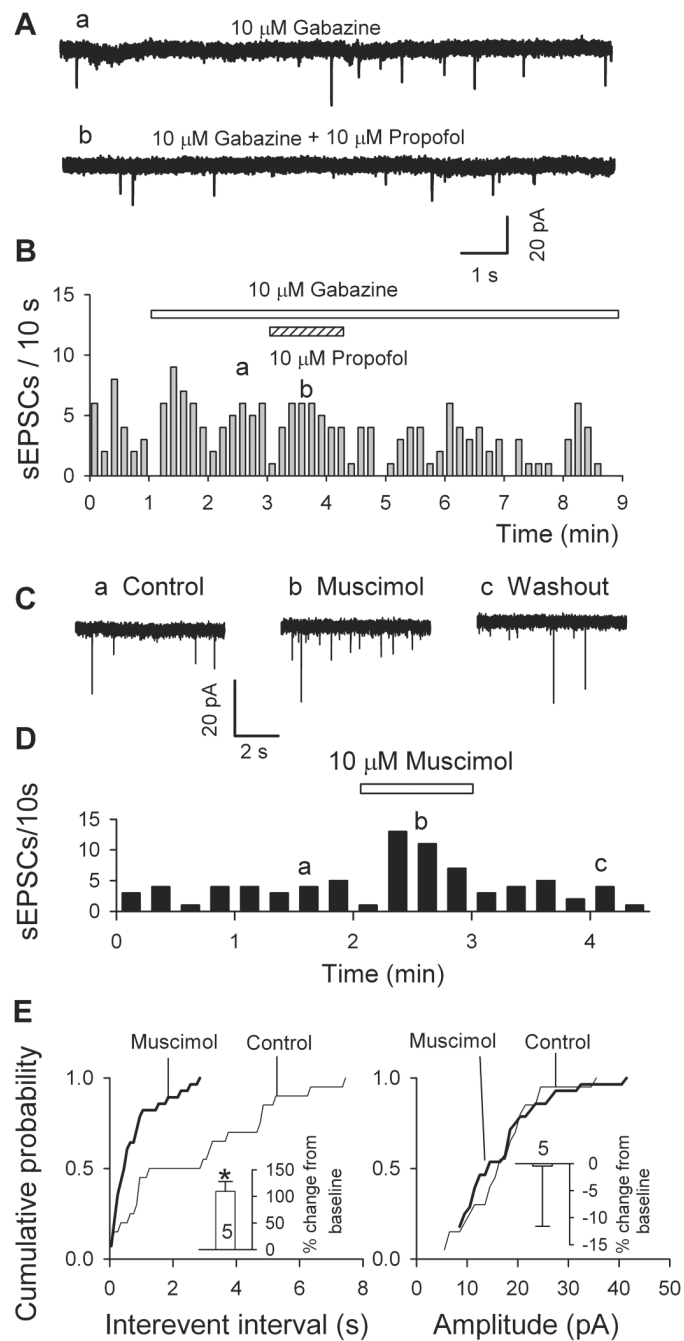 A
a
10 μM Gabazine
b
10 μM Gabazine + 10 μM Propofol
20 pA
1 s
B
sEPSCs / 10 s
15
10
5
0
10 μM Gabazine
10 μM Propofol
a
b
0 1 2 3 4 5 6 7 8 9
Time (min)
C
a Control
b Muscimol
c Washout
20 pA
2 s
D
10 μM Muscimol
sEPSCs/10s
15
10
5
0
a
b
c
0 1 2 3 4
Time (min)
E
Cumulative probability
Muscimol
Control
1.0
0.5
0.0
*
5
150
100
50
0
% change from
baseline
0 2 4 6 8
Interevent interval (s)
Muscimol
Control
1.0
0.5
0.0
5
0
-5
-10
-15
% change from
baseline
0 10 20 30 40 50
Amplitude (pA)